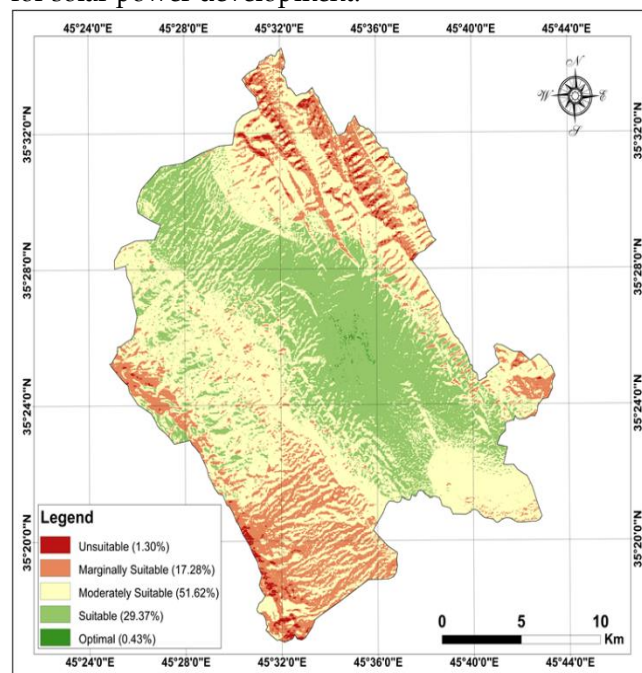 for solar power development.
45°24'0"E 45°28'0"E 45°32'0"E 45°36'0"E 45°40'0"E 45°44'0"E
N
W E
S
35°32'0"N 35°32'0"N
35°28'0"N 35°28'0"N
35°24'0"N 35°24'0"N
35°20'0"N 35°20'0"N
Legend
Unsuitable (1.30%)
Marginally Suitable (17.28%)
Moderately Suitable (51.62%)
Suitable (29.37%)
Optimal (0.43%)
0 5 10
Km
45°24'0"E 45°28'0"E 45°32'0"E 45°36'0"E 45°40'0"E 45°44'0"E